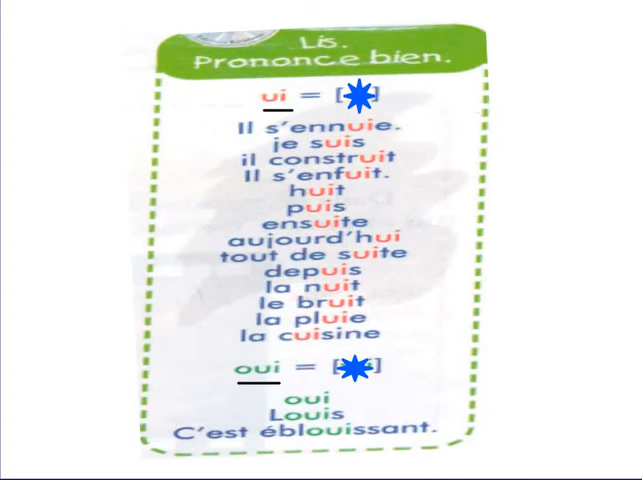 Lis.
Prononce bien.
ui = [ ]
Il s'ennuie.
je suis
il construit
Il s'enfuit.
huit
puis
ensuite
aujourd'hui
tout de suite
depuis
la nuit
le bruit
la pluie
la cuisine
oui = [ ]
oui
Louis
C'est éblouissant.